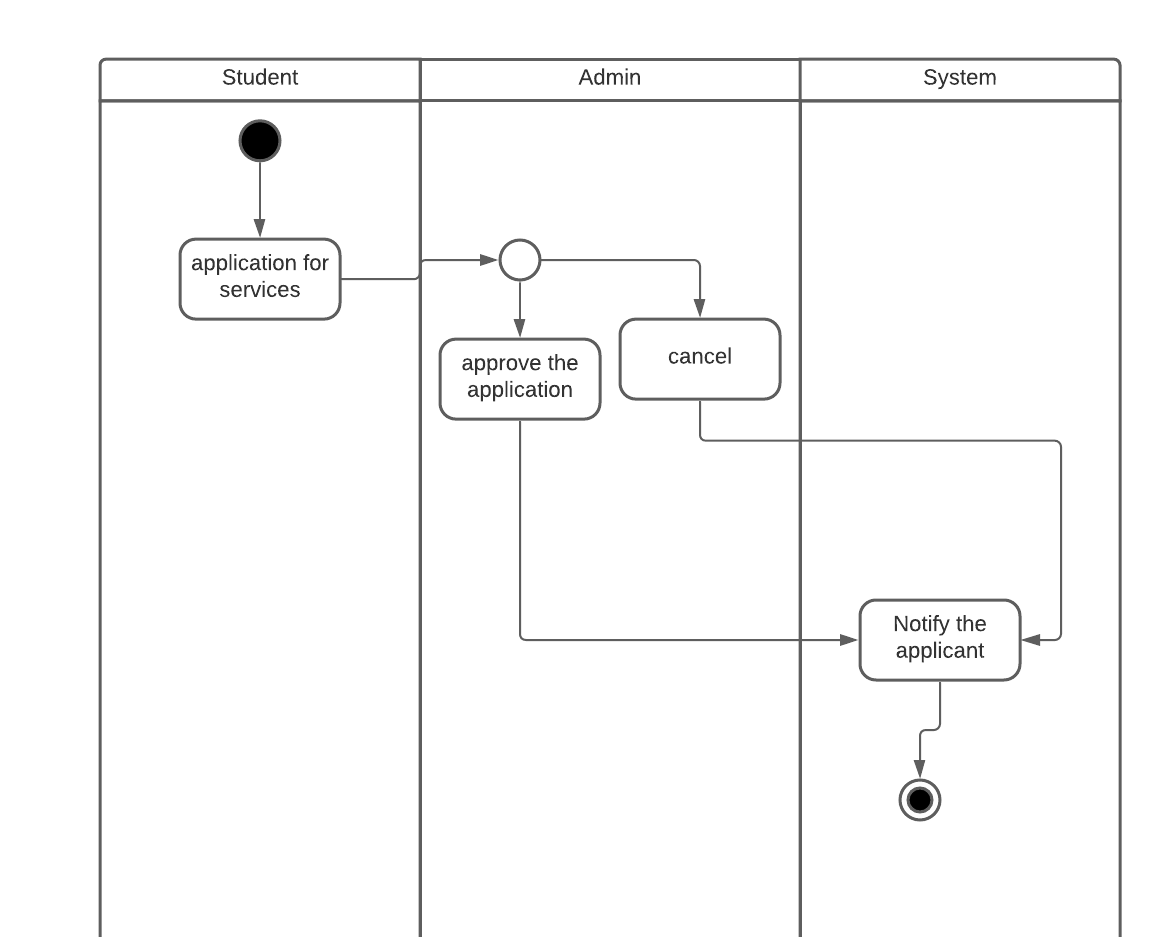 Student
Admin
System
application for
services
approve the
application
cancel
Notify the
applicant